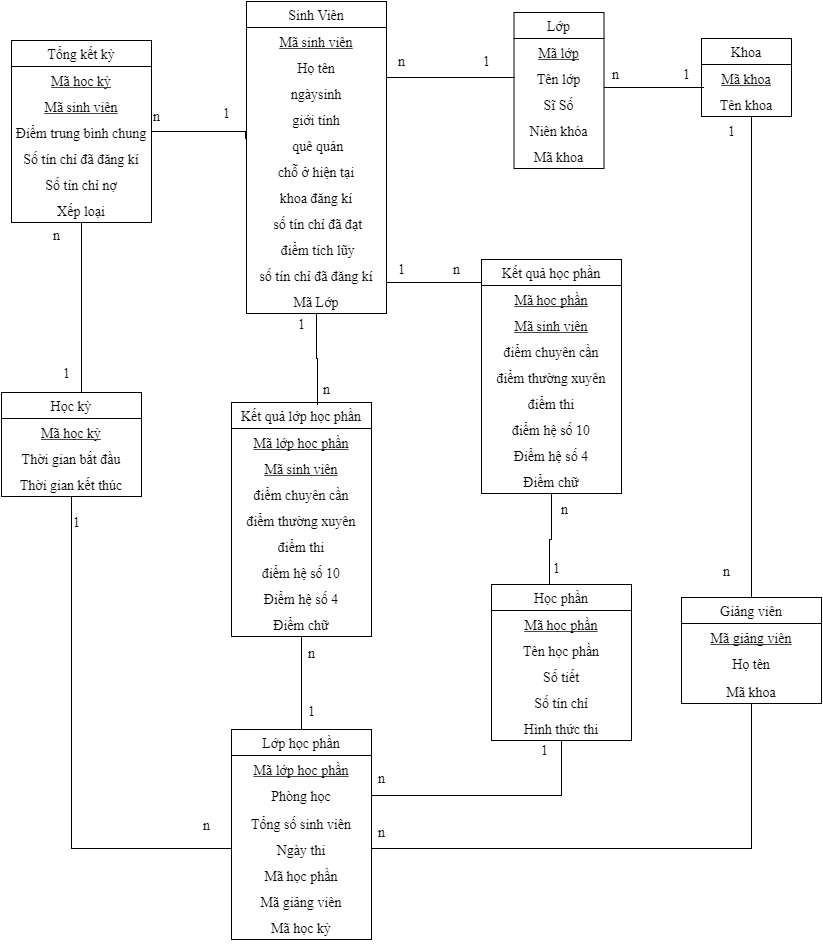 Sinh Viên
Mã sinh viên
Họ tên
ngàysinh
giới tính
quê quán
chỗ ở hiện tại
khoa đăng kí
số tín chỉ đã đạt
điểm tích lũy
số tín chỉ đã đăng kí
Mã Lớp
Tổng kết kỳ
Mã học kỳ
Mã sinh viên
Điểm trung bình chung
Số tín chỉ đã đăng kí
Số tín chỉ nợ
Xếp loại
n
1
n
1
Lớp
Mã lớp
Tên lớp
Sĩ Số
Niên khóa
Mã khoa
n
1
Khoa
Mã khoa
Tên khoa
1
n
1
1
n
Kết quả học phần
Mã học phần
Mã sinh viên
điểm chuyên cần
điểm thường xuyên
điểm thi
điểm hệ số 10
Điểm hệ số 4
Điểm chữ
1
n
1
Học kỳ
Mã học kỳ
Thời gian bắt đầu
Thời gian kết thúc
1
Kết quả lớp học phần
Mã lớp học phần
Mã sinh viên
điểm chuyên cần
điểm thường xuyên
điểm thi
điểm hệ số 10
Điểm hệ số 4
Điểm chữ
n
1
n
1
Học phần
Mã học phần
Tên học phần
Số tiết
Số tín chỉ
Hình thức thi
1
n
Giảng viên
Mã giảng viên
Họ tên
Mã khoa
Lớp học phần
Mã lớp học phần
Phòng học
Tổng số sinh viên
Ngày thi
Mã học phần
Mã giảng viên
Mã học kỳ
n
n
n